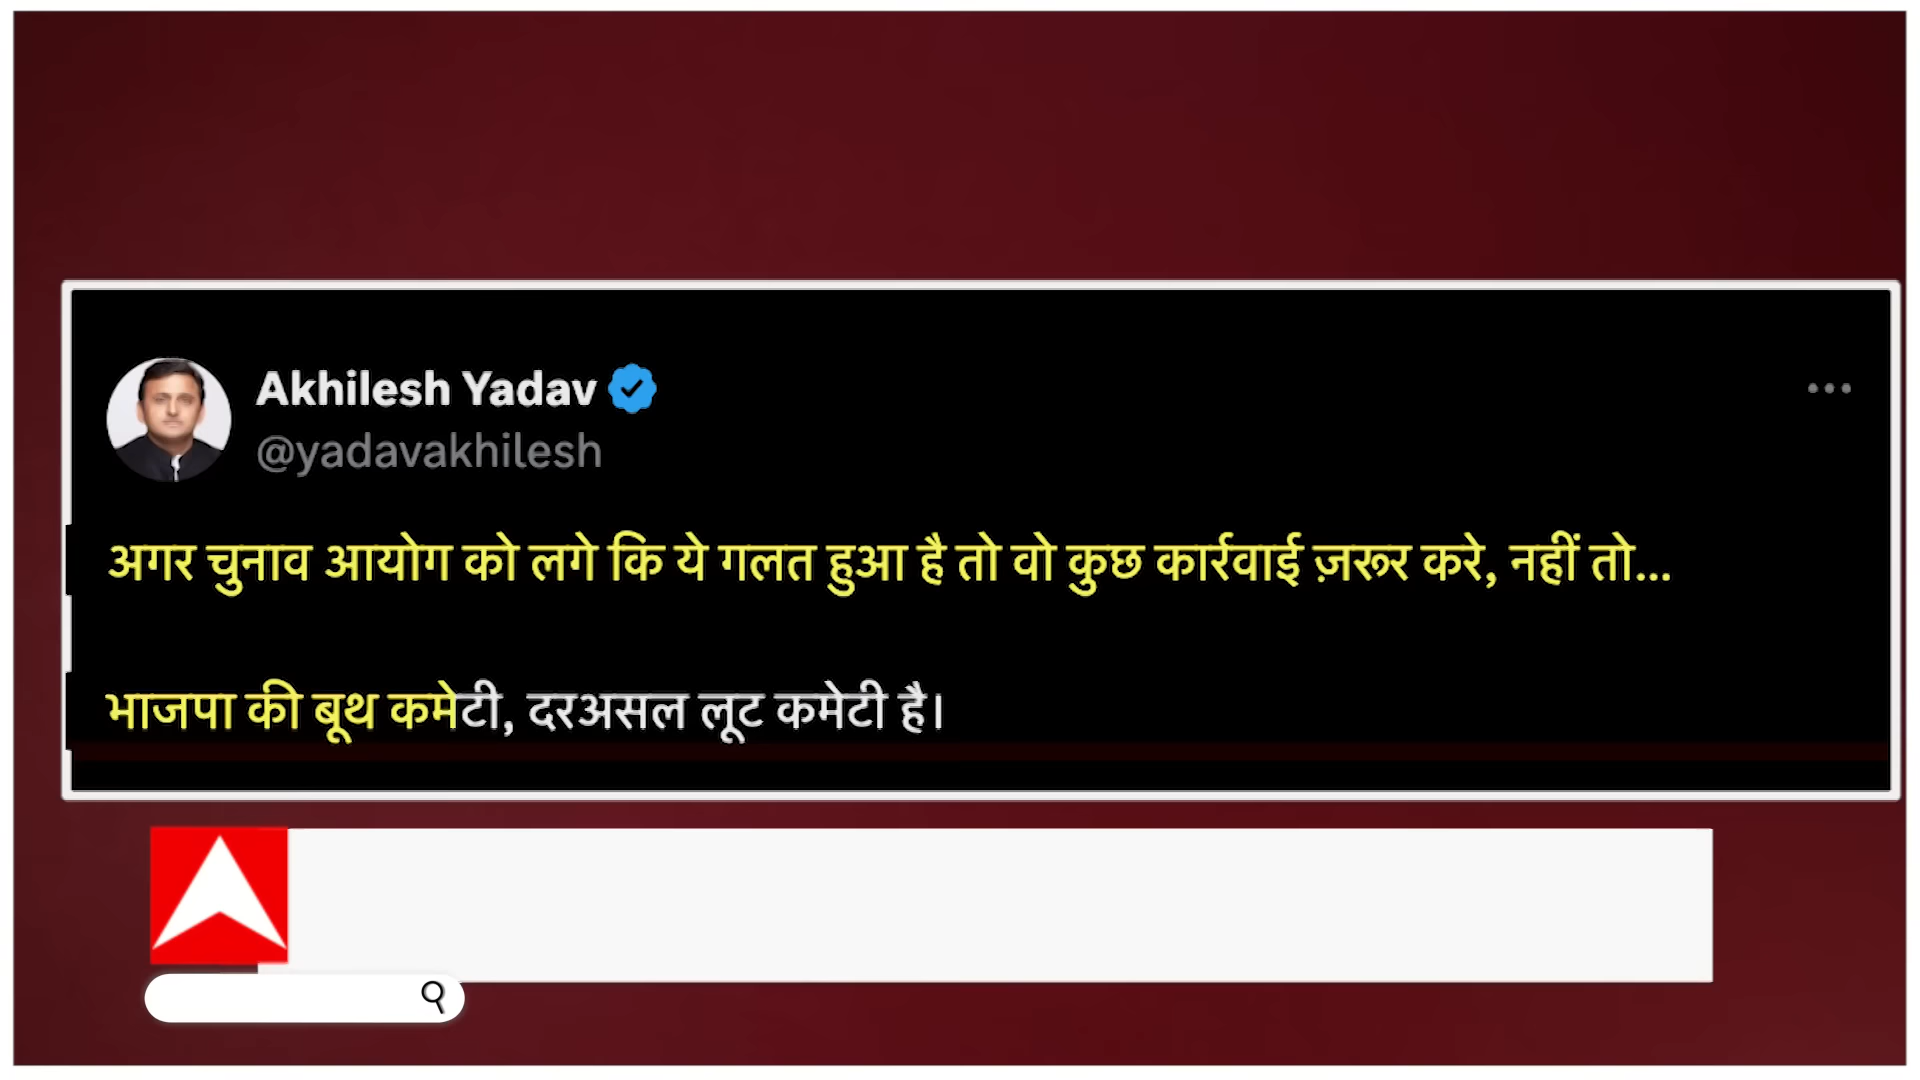 Akhilesh Yadav
@yadavakhilesh
अगर चुनाव आयोग को लगे कि ये गलत हुआ है तो वो कुछ कार्रवाई ज़रूर करे, नहीं तो...
भाजपा की बूथ कमेटी, दरअसल लूट कमेटी है।